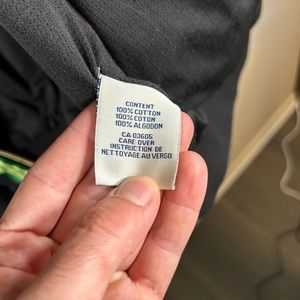 CONTENT
100% COTTON
100% COTON
100% ALGODON
CA 03605
CARE OVER
INSTRUCTION DE
NETTOYAGE AU VERSO